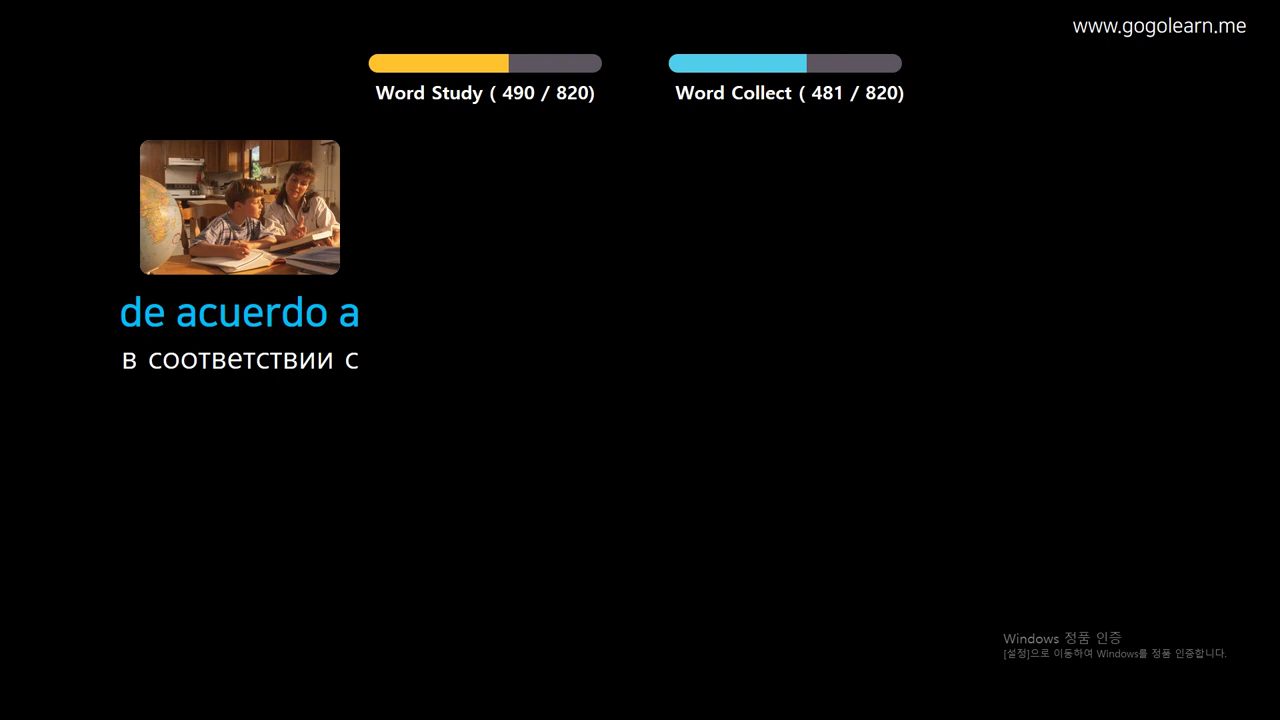 www.gogolearn.me
Word Study ( 490 / 820)
Word Collect ( 481 / 820)
de acuerdo a
в соответствии с
Windows 정품 인증
[설정]으로 이동하여 Windows를 정품 인증합니다.